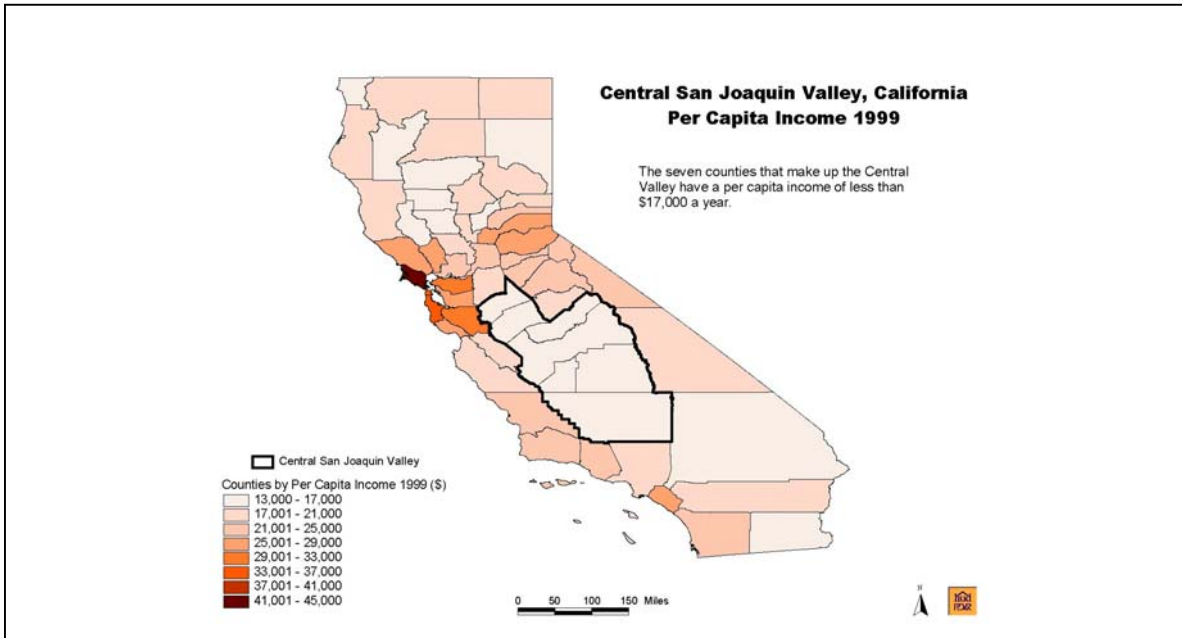 Central San Joaquin Valley, California
Per Capita Income 1999
The seven counties that make up the Central
Valley have a per capita income of less than
$17,000 a year.
Central San Joaquin Valley
Counties by Per Capita Income 1999 ($)
13,000 - 17,000
17,001 - 21,000
21,001 - 25,000
25,001 - 29,000
29,001 - 33,000
33,001 - 37,000
37,001 - 41,000
41,001 - 45,000
0 50 100 150 Miles